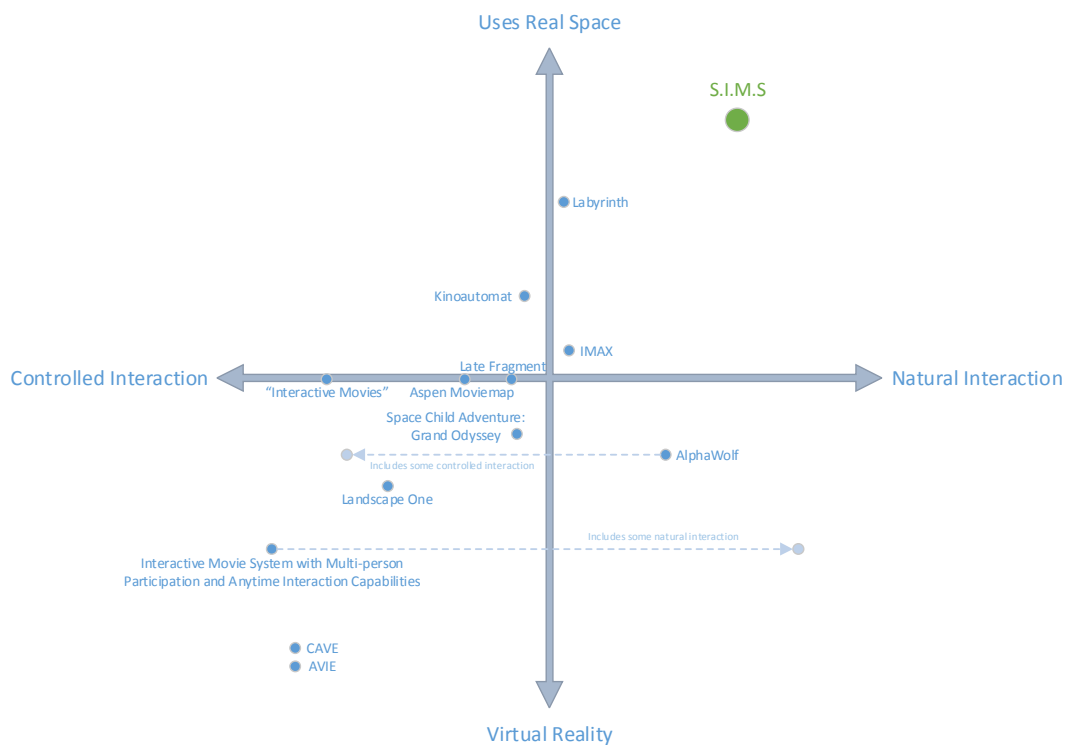 Uses Real Space
S.I.M.S
Labyrinth
Kinoautomat
IMAX
Late Fragment
Controlled Interaction
Natural Interaction
“Interactive Movies”
Aspen Moviemap
Space Child Adventure:
Grand Odyssey
AlphaWolf
Includes some controlled interaction
Landscape One
Includes some natural interaction
Interactive Movie System with Multi-person
Participation and Anytime Interaction Capabilities
CAVE
AVIE
Virtual Reality